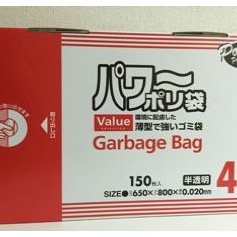 パワー
ポリ袋
Value
SELECTION
環境に配慮した
薄型で強いゴミ袋
Garbage Bag
150枚入
半透明
4
SIZE●650×800×0.020mm